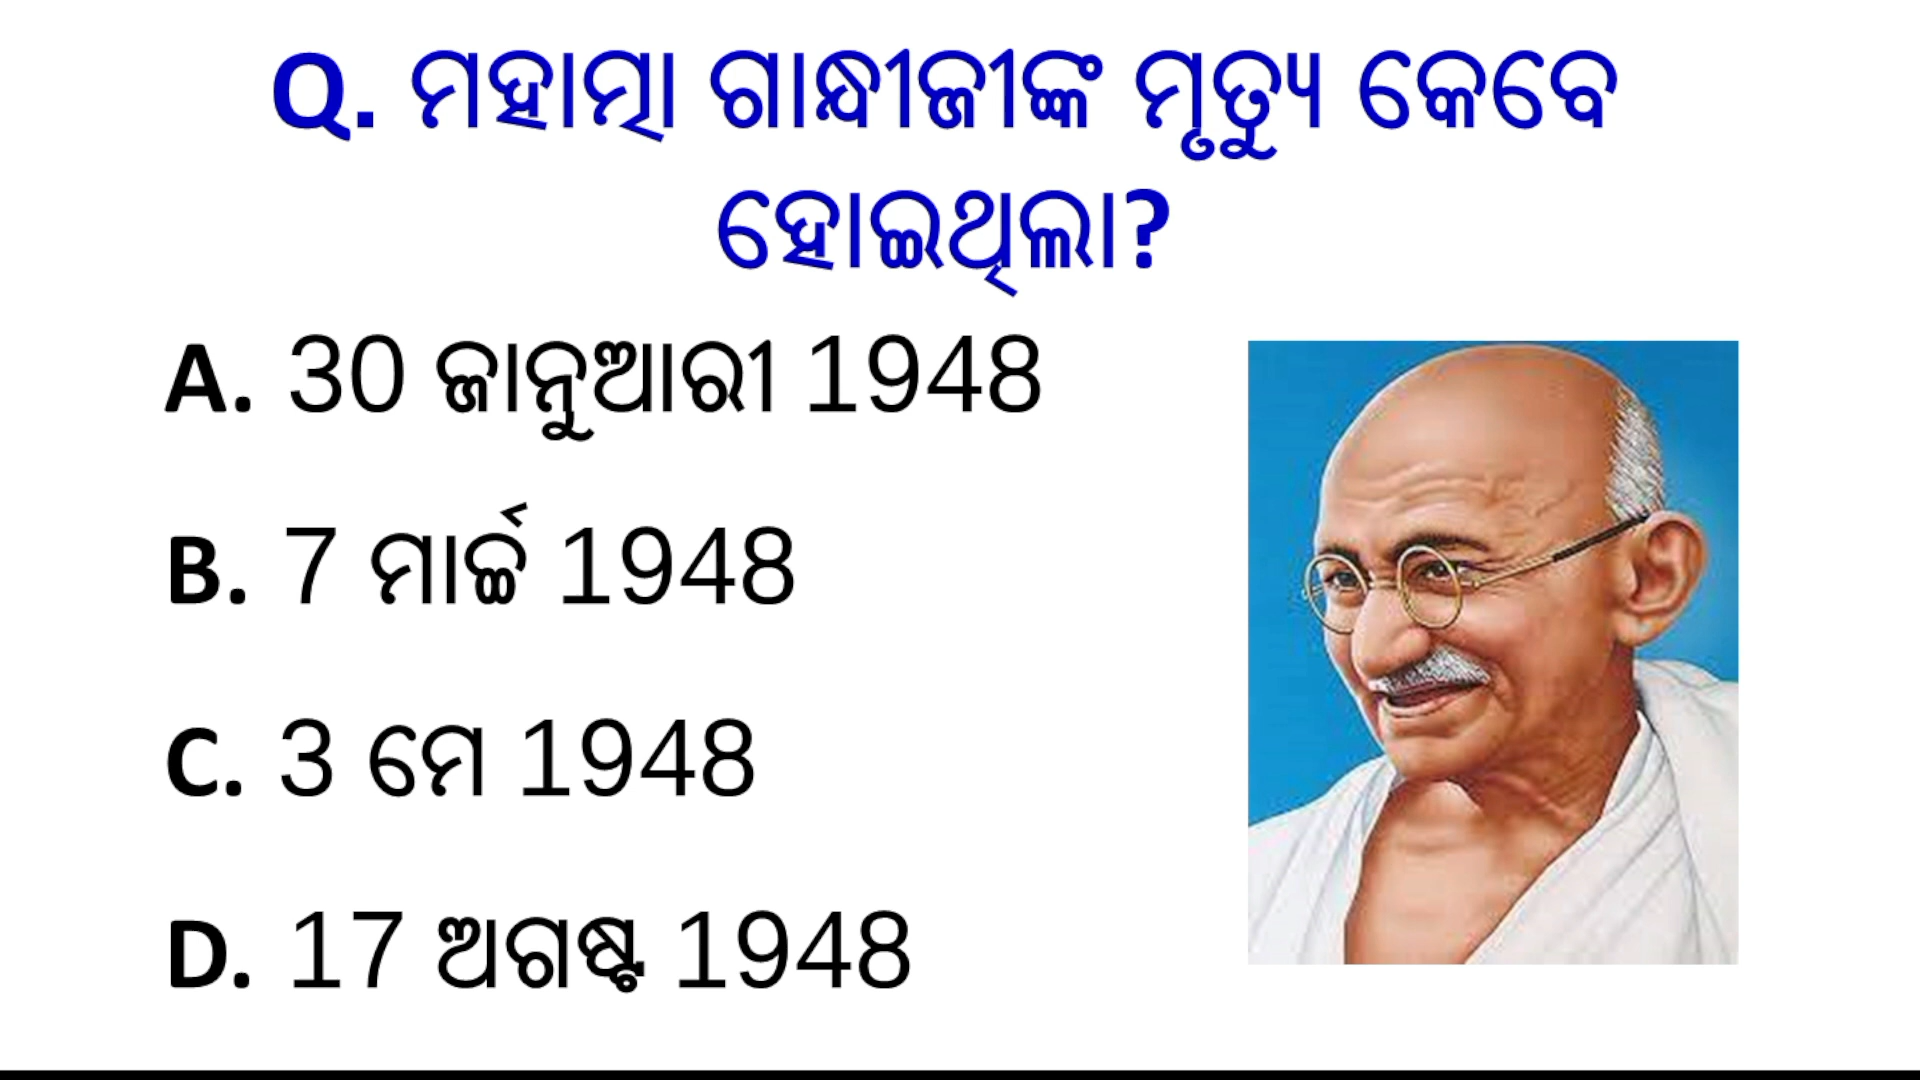 Q. ମହାତ୍ମା ଗାନ୍ଧୀଜୀଙ୍କ ମୃତ୍ୟୁ କେବେ
ହୋଇଥିଲା?
A. 30 ଜାନୁଆରୀ 1948
B. 7 ମାର୍ଚ୍ଚ 1948
C. 3 ମେ 1948
D. 17 ଅଗଷ୍ଟ 1948